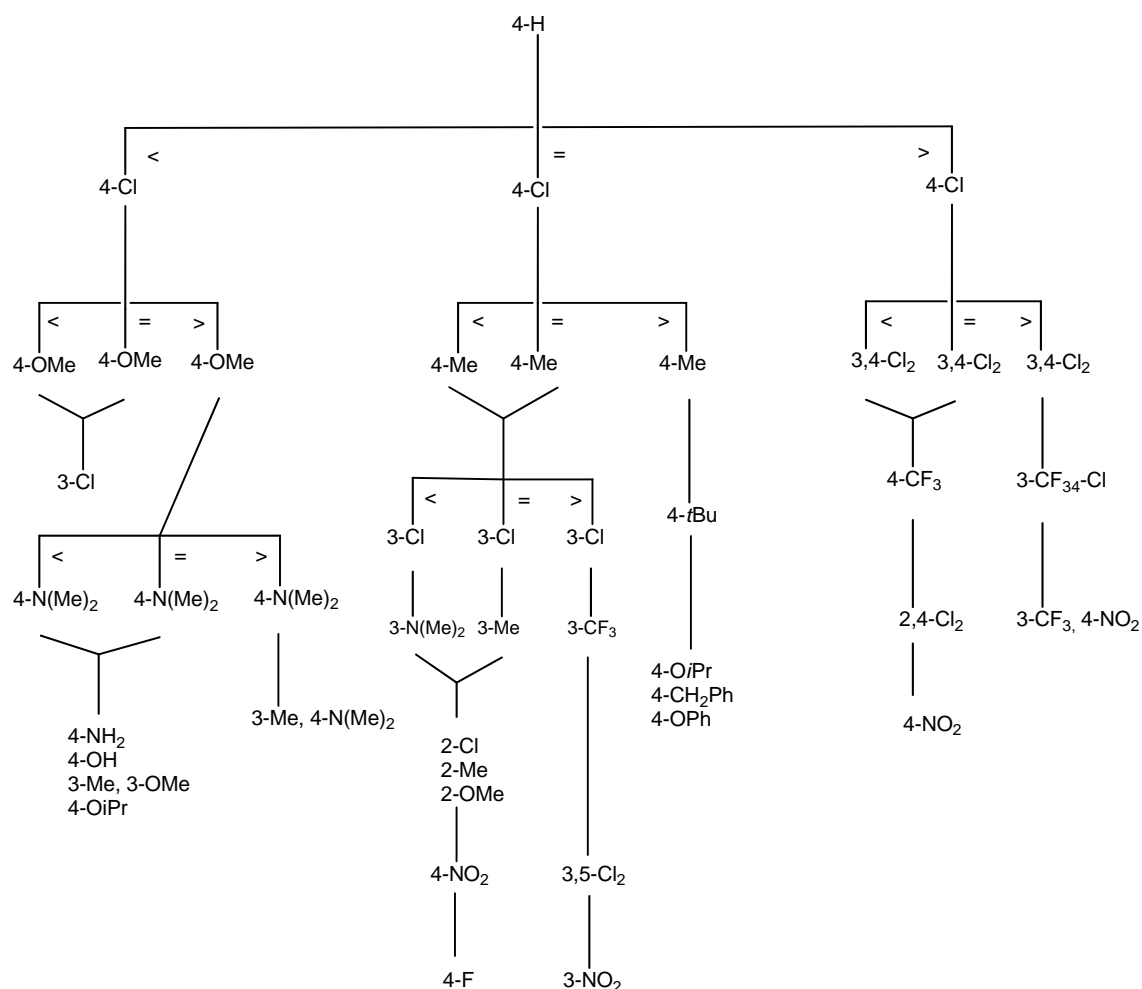 4-H
< = >
4-Cl 4-Cl 4-Cl
< = > < = > < = >
4-OMe 4-OMe 4-OMe 4-Me 4-Me 4-Me 3,4-Cl₂ 3,4-Cl₂ 3,4-Cl₂
3-Cl 4-CF₃ 3-CF₃₄-Cl
< = >
4-tBu
3-Cl 3-Cl 3-Cl
< = >
4-N(Me)₂ 4-N(Me)₂ 4-N(Me)₂
3-N(Me)₂ 3-Me 3-CF₃ 2,4-Cl₂ 3-CF₃, 4-NO₂
4-OiPr
4-CH₂Ph
4-OPh
3-Me, 4-N(Me)₂
4-NO₂
4-NH₂
4-OH
3-Me, 3-OMe
4-OiPr
2-Cl
2-Me
2-OMe
4-NO₂ 3,5-Cl₂
4-F 3-NO₂